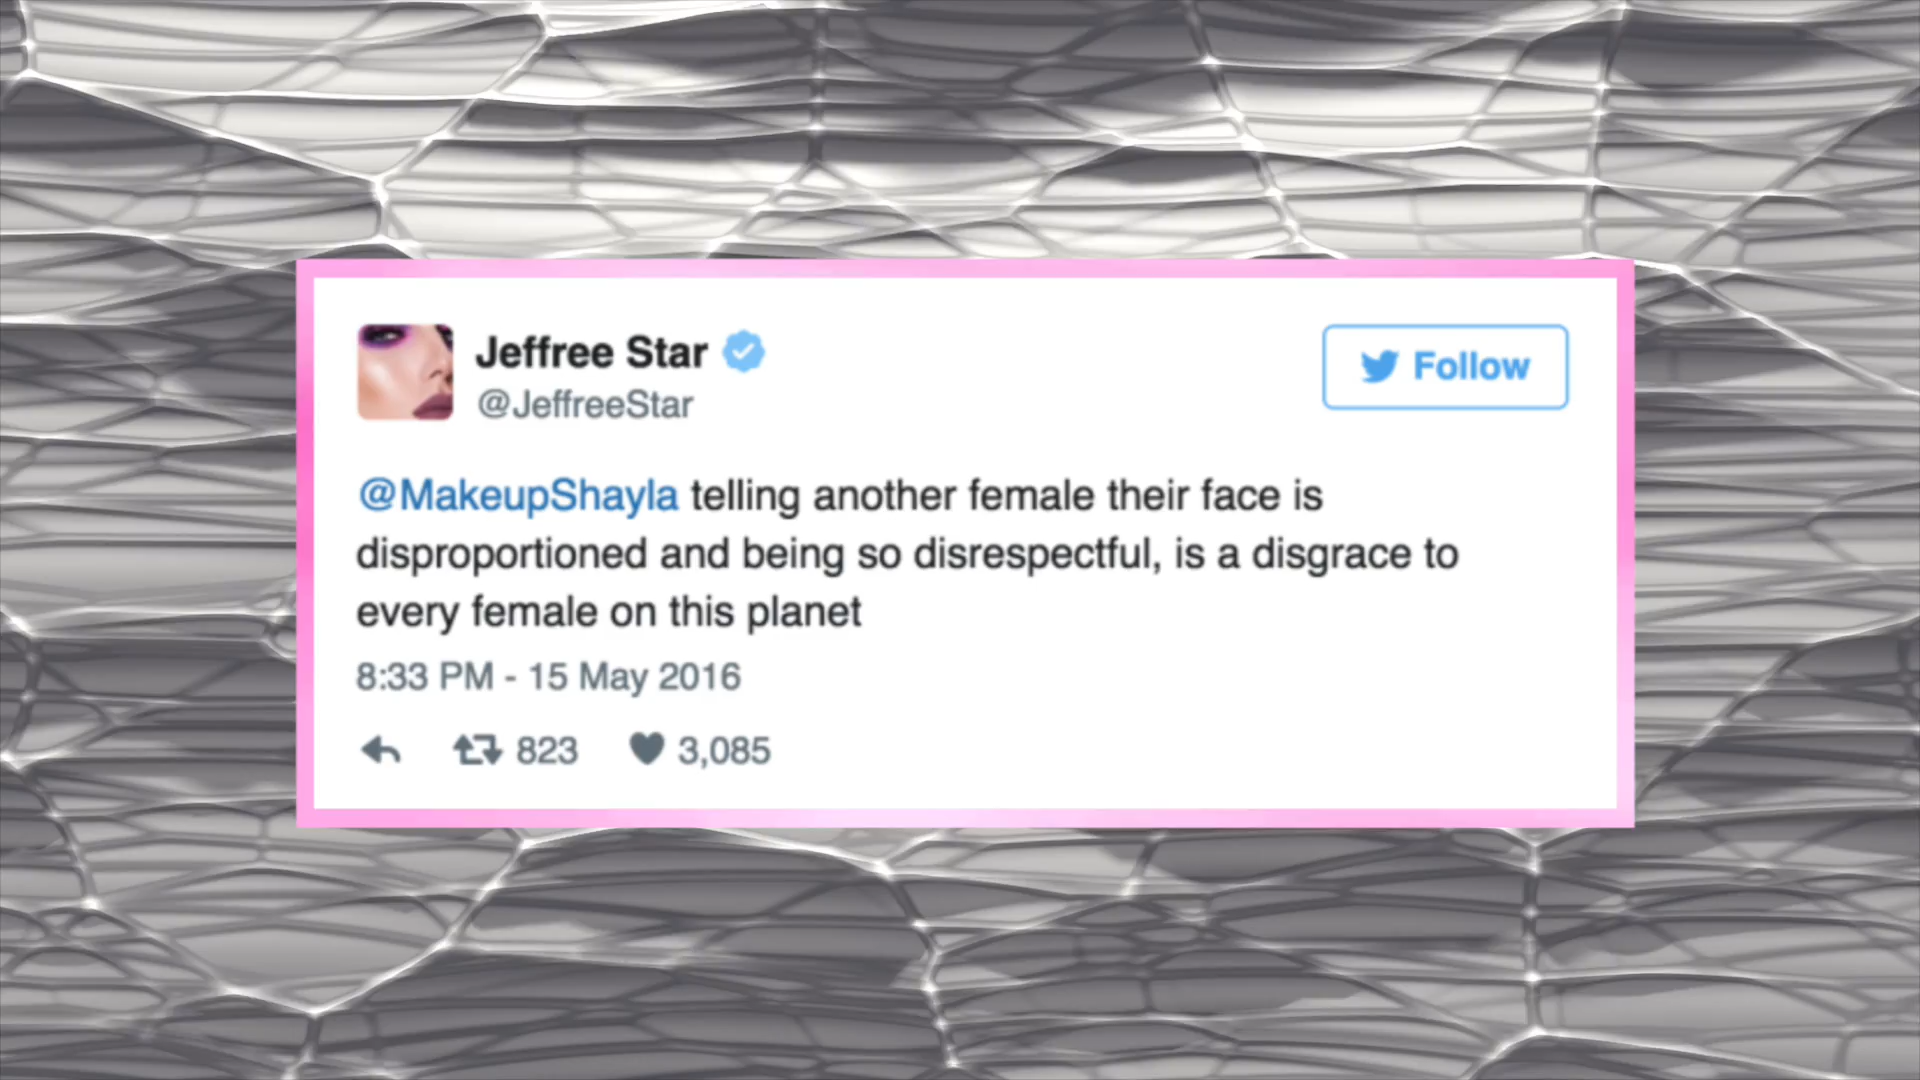 Jeffree Star
@JeffreeStar
Follow
@MakeupShayla telling another female their face is
disproportioned and being so disrespectful, is a disgrace to
every female on this planet
8:33 PM - 15 May 2016
823 3,085